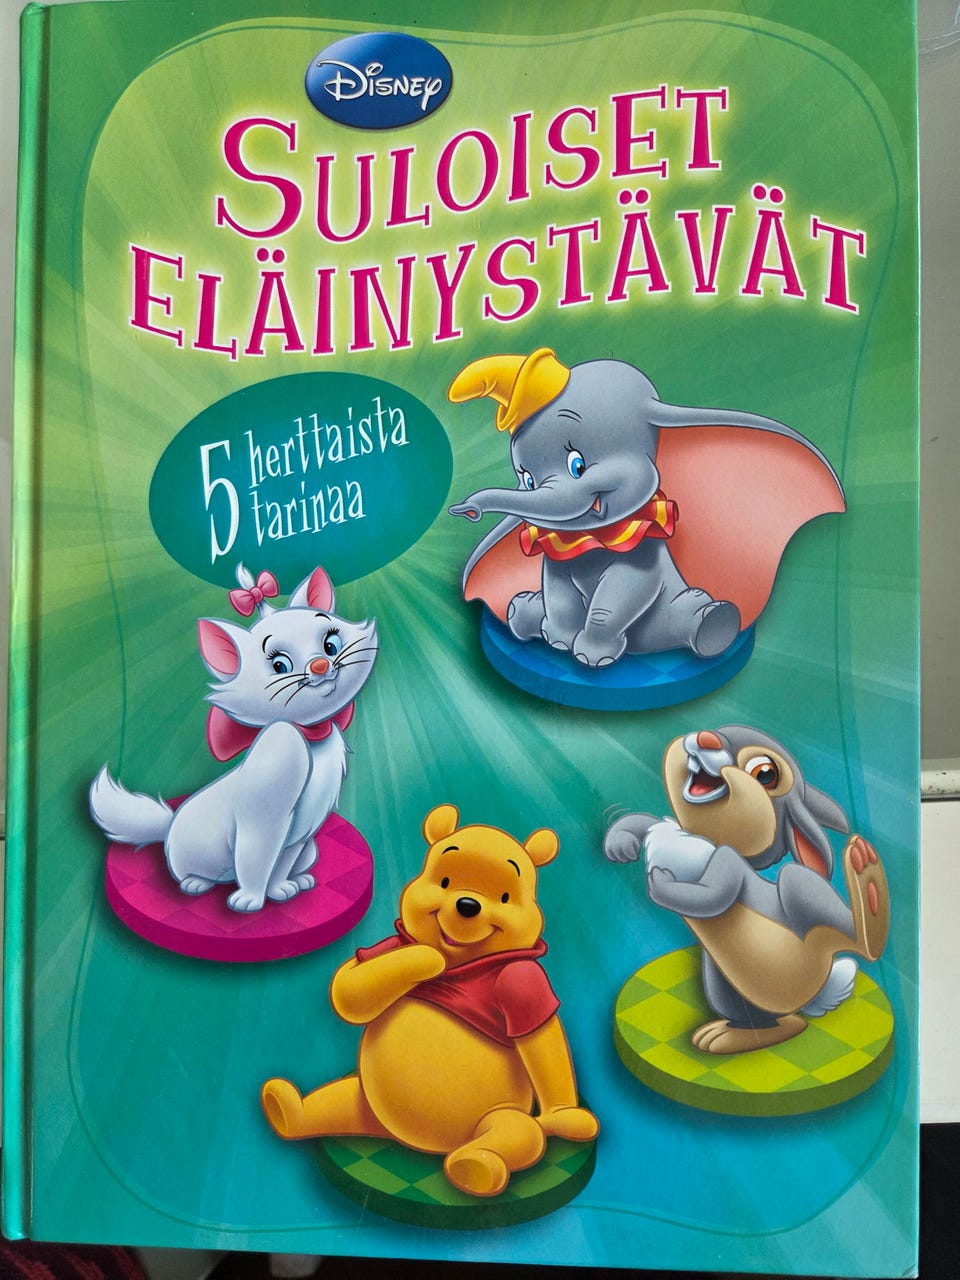 Disney
SULOISET
ELÄINYSTÄVÄT
5 herttaista
tarinaa